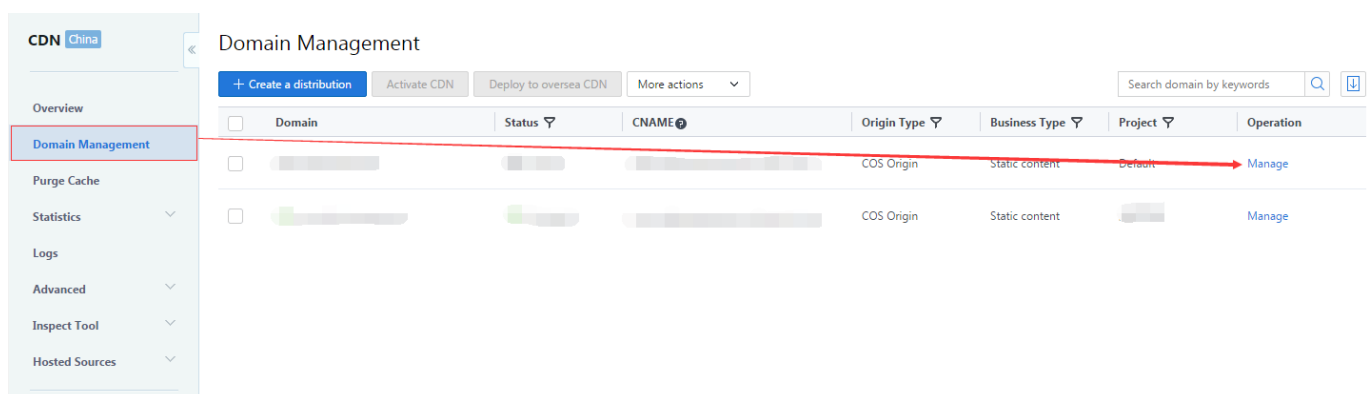 CDN China
Overview
Domain Management
Purge Cache
Statistics
Logs
Advanced
Inspect Tool
Hosted Sources
Domain Management
Create a distribution Activate CDN Deploy to oversea CDN More actions Search domain by keywords
Domain Status CNAME Origin Type Business Type Project Operation
COS Origin Static content Default Manage
COS Origin Static content Manage